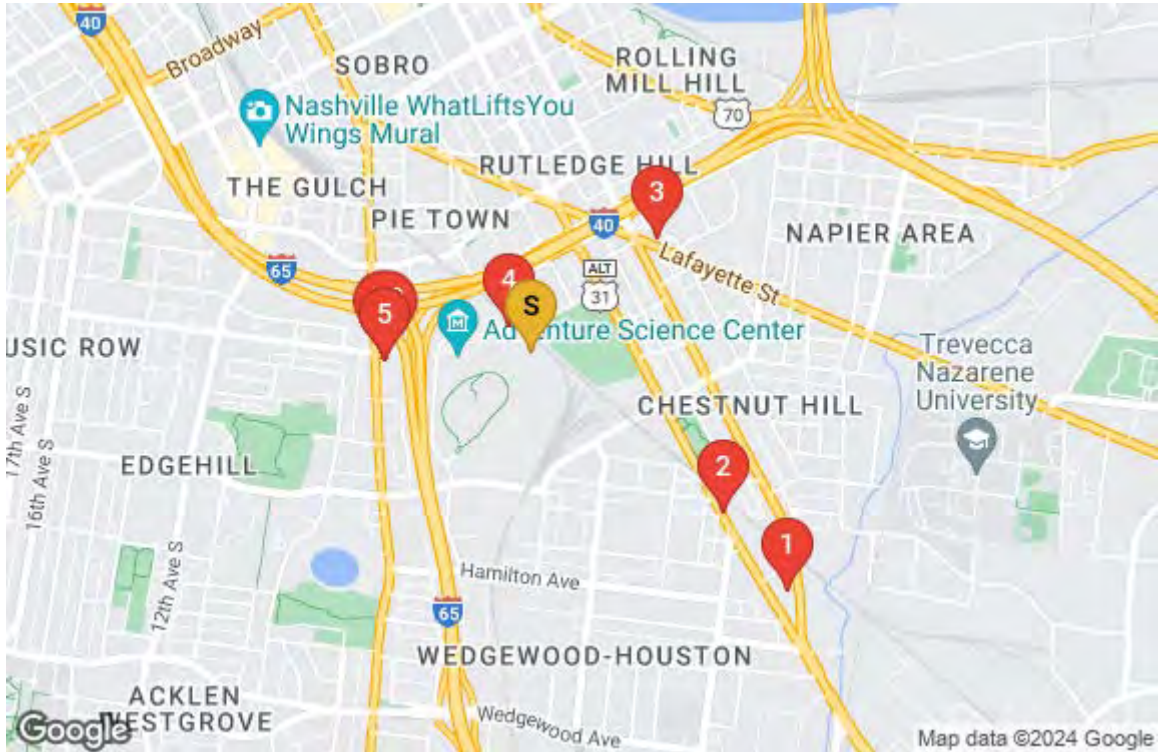 40
Broadway
SOBRO
ROLLING
MILL HILL
70
Nashville WhatLiftsYou
Wings Mural
RUTLEDGE HILL
3
THE GULCH
PIE TOWN
40
NAPIER AREA
65
4
ALT
31
Lafayette St
5
S
Adventure Science Center
USIC ROW
Trevecca
Nazarene
University
CHESTNUT HILL
17th Ave S
16th Ave S
EDGEHILL
2
1
12th Ave S
Hamilton Ave
65
WEDGEWOOD-HOUSTON
ACKLEN
WESTGROVE
Wedgewood Ave
Google
Map data ©2024 Google